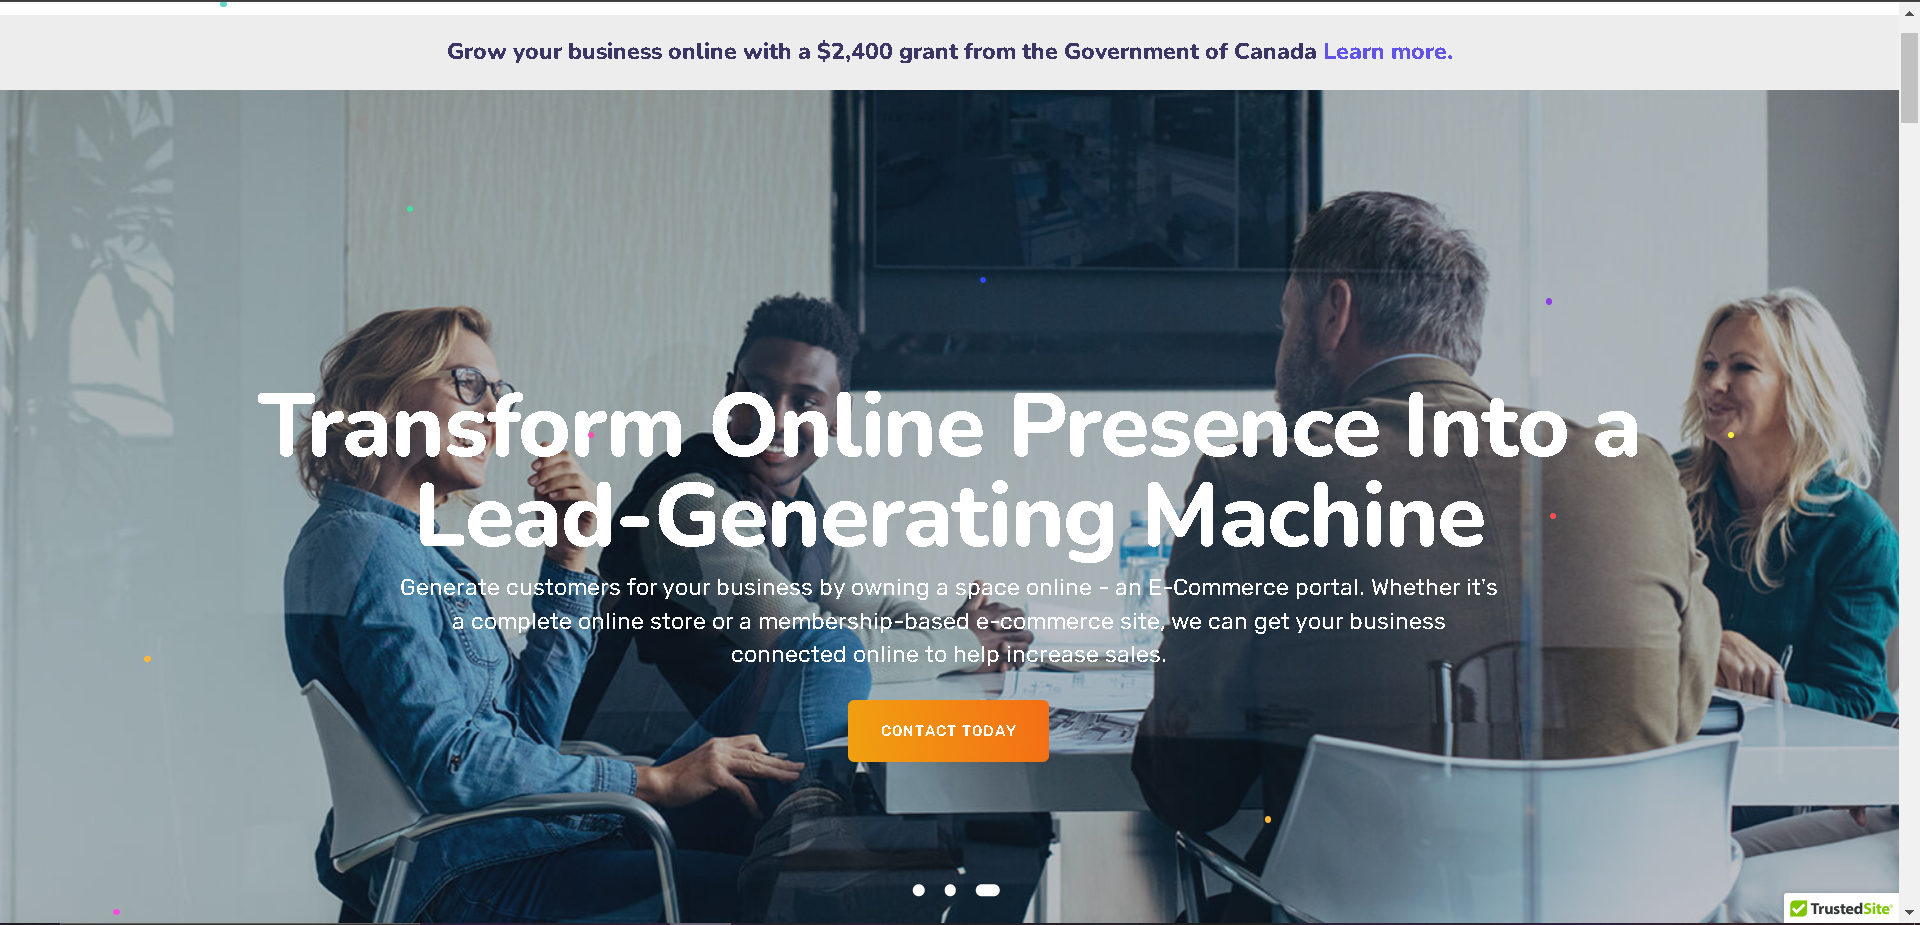 Grow your business online with a $2,400 grant from the Government of Canada Learn more.
Transform Online Presence Into a
Lead-Generating Machine
Generate customers for your business by owning a space online - an E-Commerce portal. Whether it's
a complete online store or a membership-based e-commerce site, we can get your business
connected online to help increase sales.
CONTACT TODAY
TrustedSite